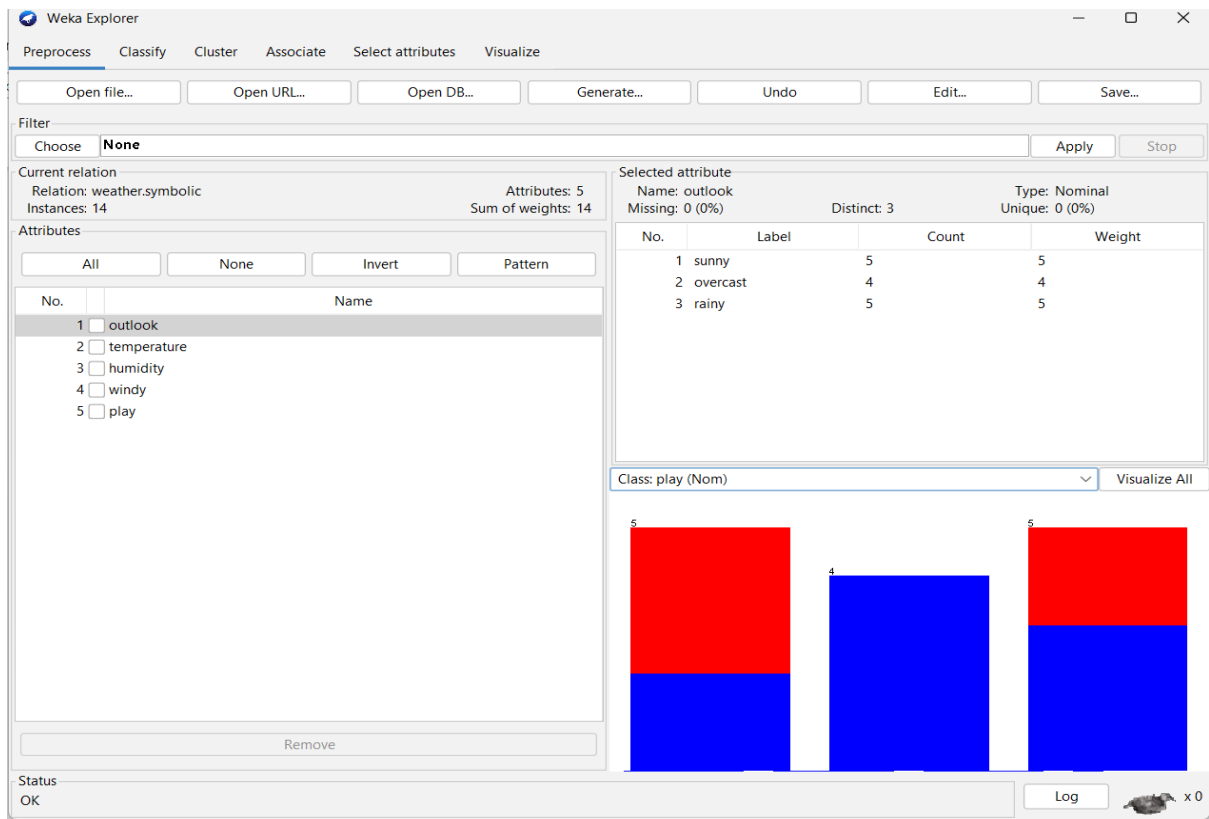 Weka Explorer
Preprocess Classify Cluster Associate Select attributes Visualize
Open file... Open URL... Open DB... Generate... Undo Edit... Save...
Filter
Choose None Apply Stop
Current relation
Relation: weather.symbolic Attributes: 5
Instances: 14 Sum of weights: 14
Attributes
All None Invert Pattern
No. Name
1 outlook
2 temperature
3 humidity
4 windy
5 play
Remove
Selected attribute
Name: outlook Type: Nominal
Missing: 0 (0%) Distinct: 3 Unique: 0 (0%)
No. Label Count Weight
1 sunny 5 5
2 overcast 4 4
3 rainy 5 5
Class: play (Nom) Visualize All
5 4 5
Status
OK Log x 0